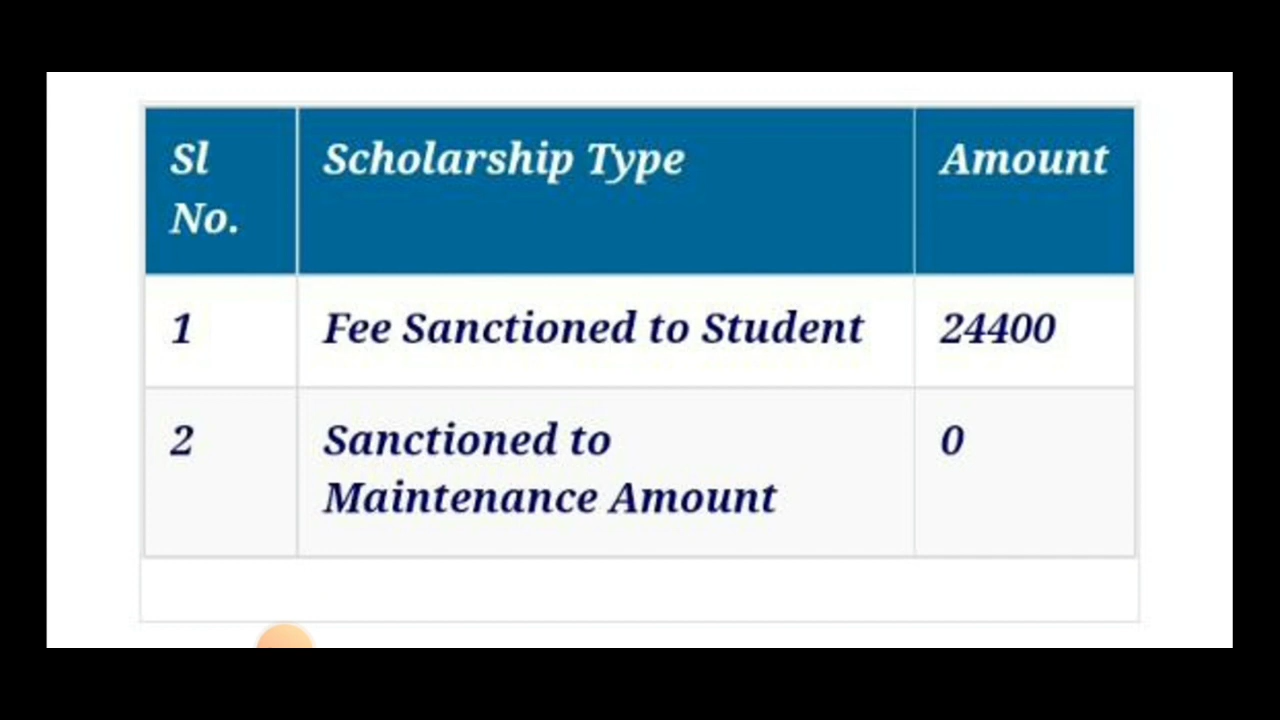 Sl
No.
Scholarship Type
Amount
1
Fee Sanctioned to Student
24400
2
Sanctioned to
Maintenance Amount
0